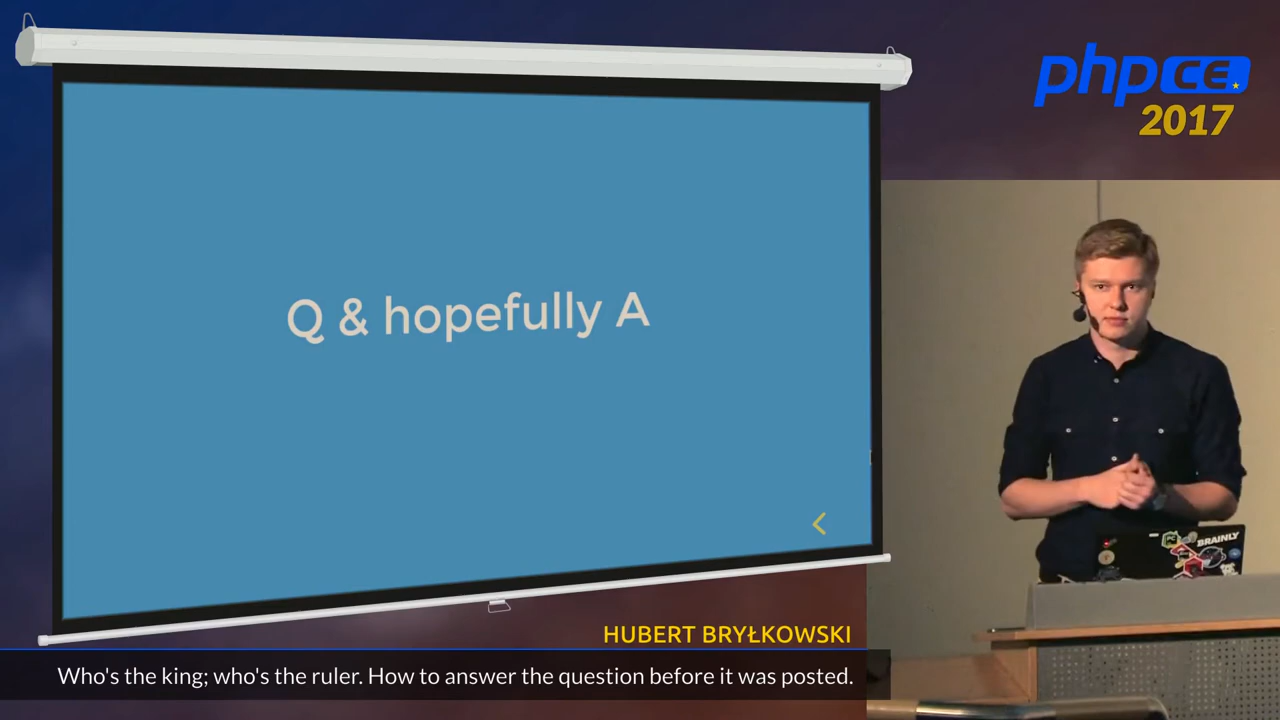 phpCE
2017
Q & hopefully A
BRAINLY
PC
HUBERT BRYŁKOWSKI
Who's the king; who's the ruler. How to answer the question before it was posted.